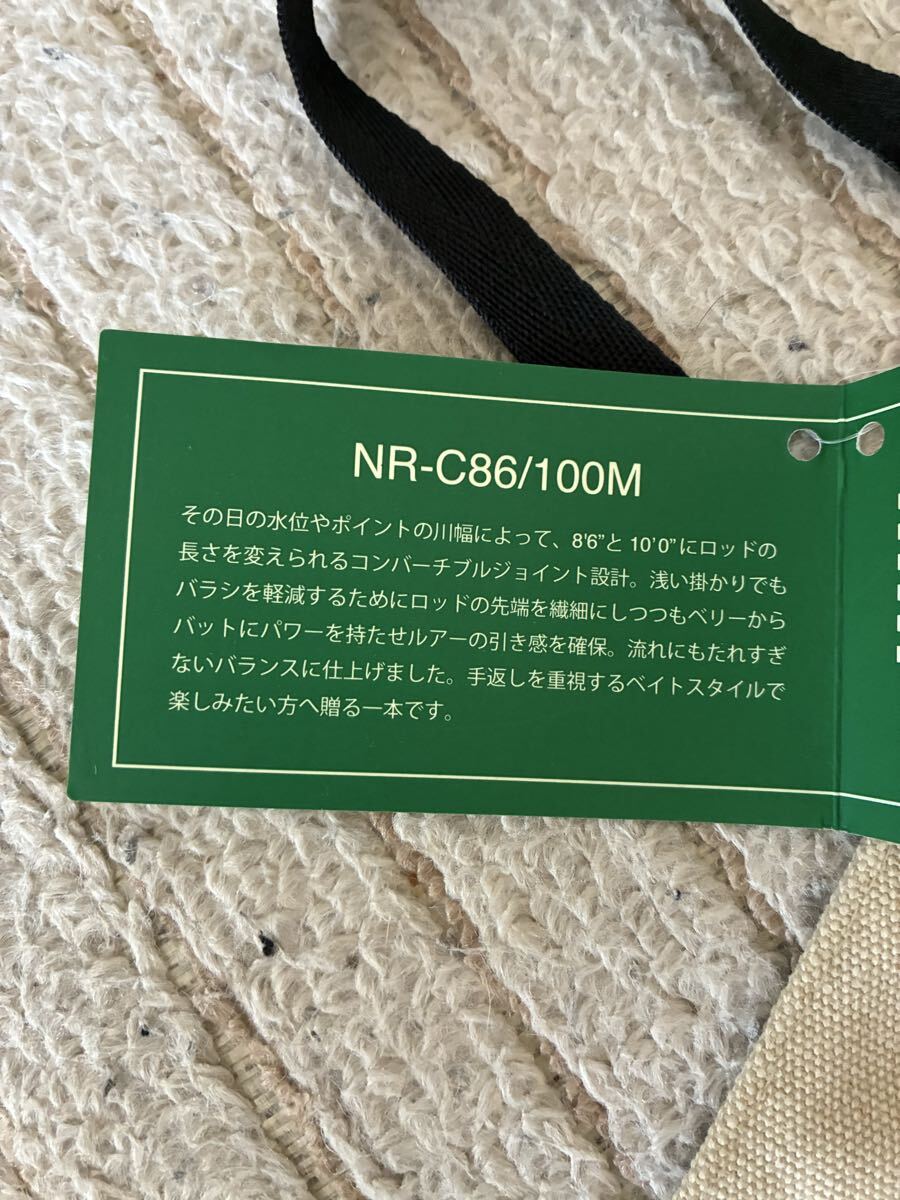 NR-C86/100M
その日の水位やポイントの川幅によって、8'6”と 10'0”にロッドの
長さを変えられるコンバーチブルジョイント設計。浅い掛かりでも
バラシを軽減するためにロッドの先端を繊細にしつつもベリーから
バットにパワーを持たせルアーの引き感を確保。流れにもたれすぎ
ないバランスに仕上げました。手返しを重視するベイトスタイルで
楽しみたい方へ贈る一本です。